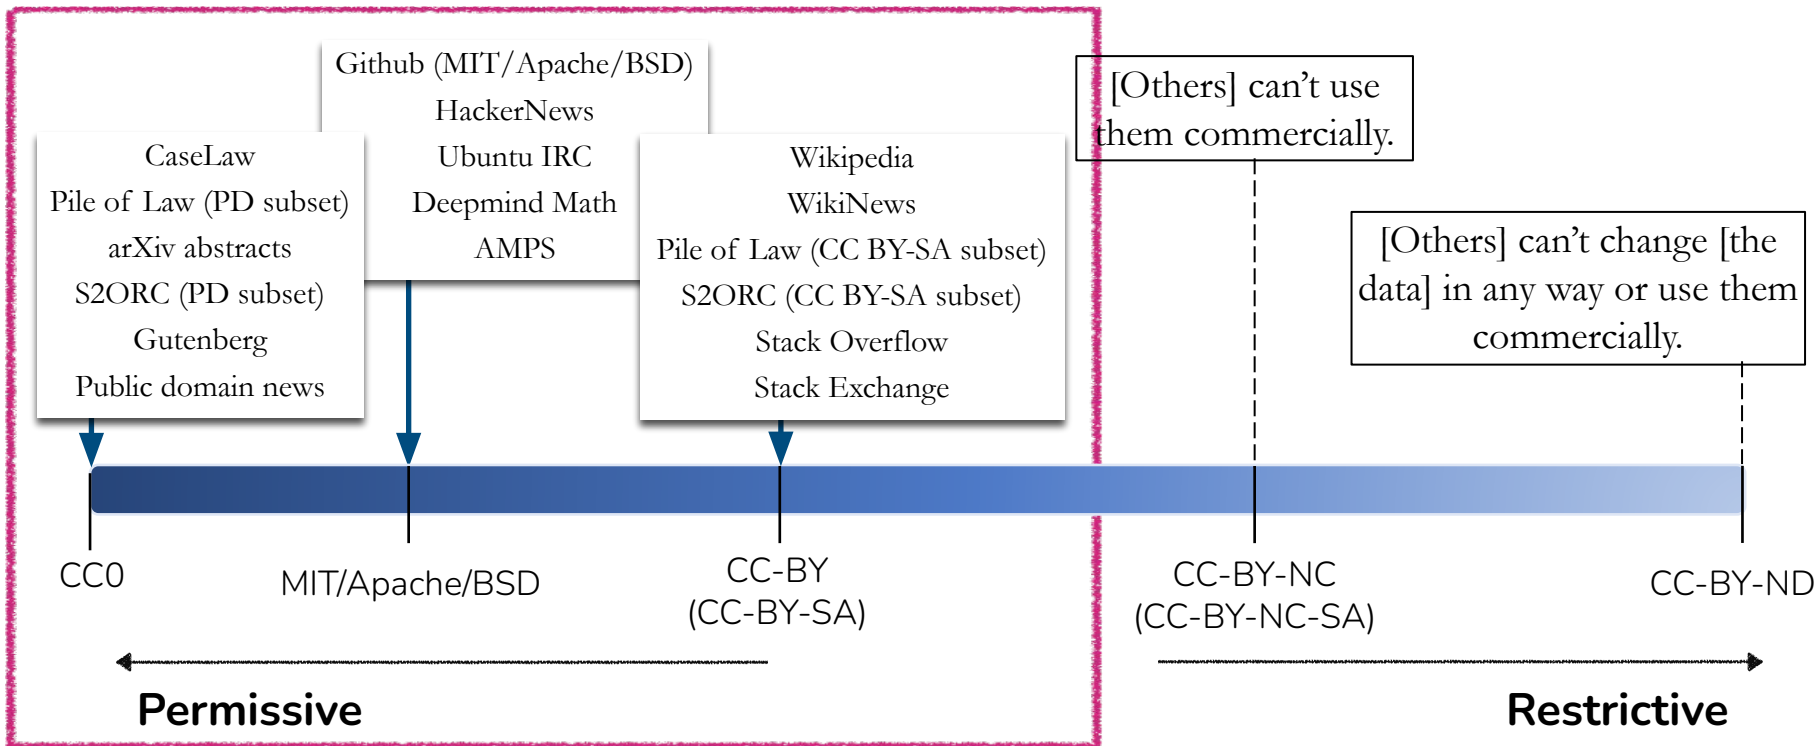 CaseLaw
Pile of Law (PD subset)
arXiv abstracts
S2ORC (PD subset)
Gutenberg
Public domain news
Github (MIT/Apache/BSD)
HackerNews
Ubuntu IRC
Deepmind Math
AMPS
Wikipedia
WikiNews
Pile of Law (CC BY-SA subset)
S2ORC (CC BY-SA subset)
Stack Overflow
Stack Exchange
[Others] can’t use
them commercially.
[Others] can’t change [the
data] in any way or use them
commercially.
CC0
MIT/Apache/BSD
CC-BY
(CC-BY-SA)
CC-BY-NC
(CC-BY-NC-SA)
CC-BY-ND
Permissive
Restrictive